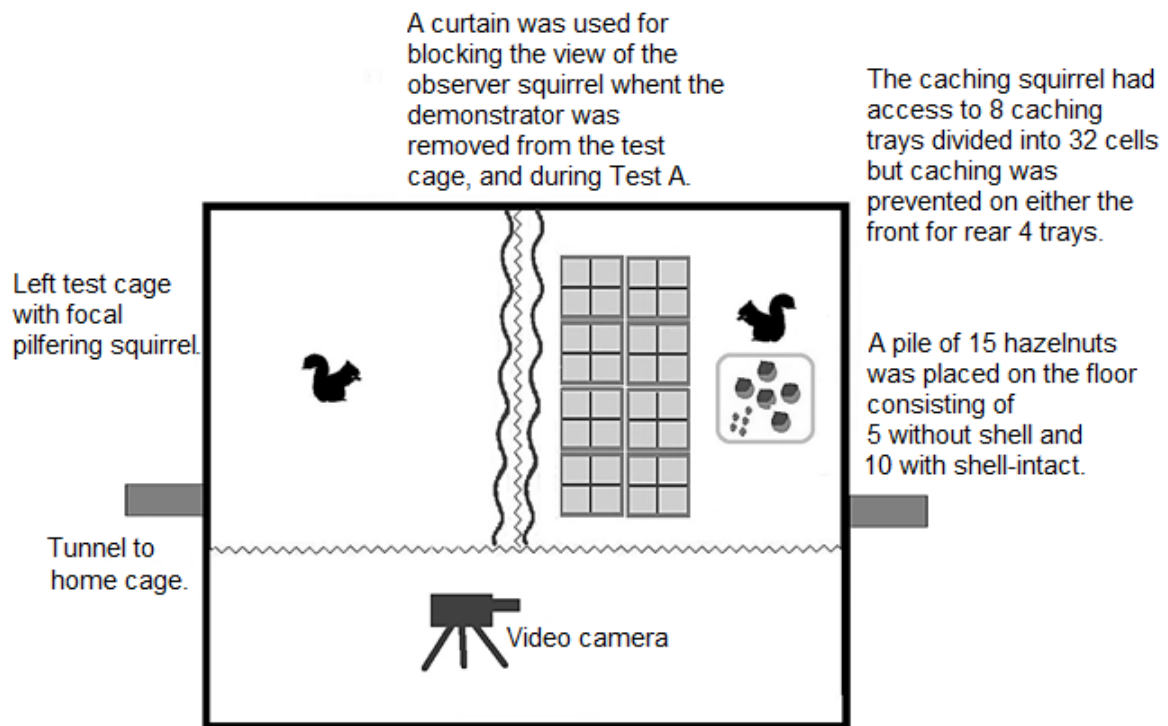 A curtain was used for
blocking the view of the
observer squirrel whent the
demonstrator was
removed from the test
cage, and during Test A.
The caching squirrel had
access to 8 caching
trays divided into 32 cells
but caching was
prevented on either the
front for rear 4 trays.
Left test cage
with focal
pilfering squirrel.
A pile of 15 hazelnuts
was placed on the floor
consisting of
5 without shell and
10 with shell-intact.
Tunnel to
home cage.
Video camera